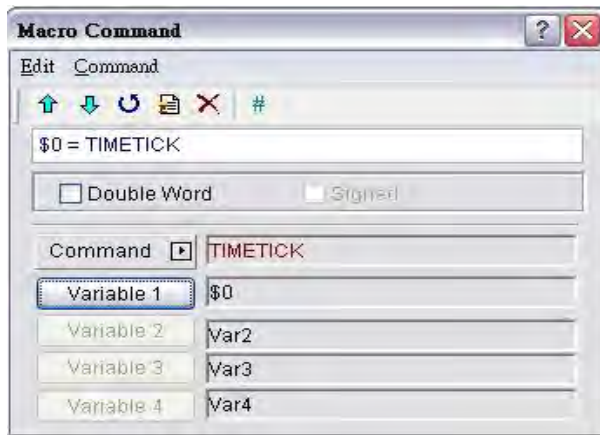 Macro Command
Edit Command
#
$0 = TIMETICK
Double Word Signed
Command TIMETICK
Variable 1 $0
Variable 2 Var2
Variable 3 Var3
Variable 4 Var4